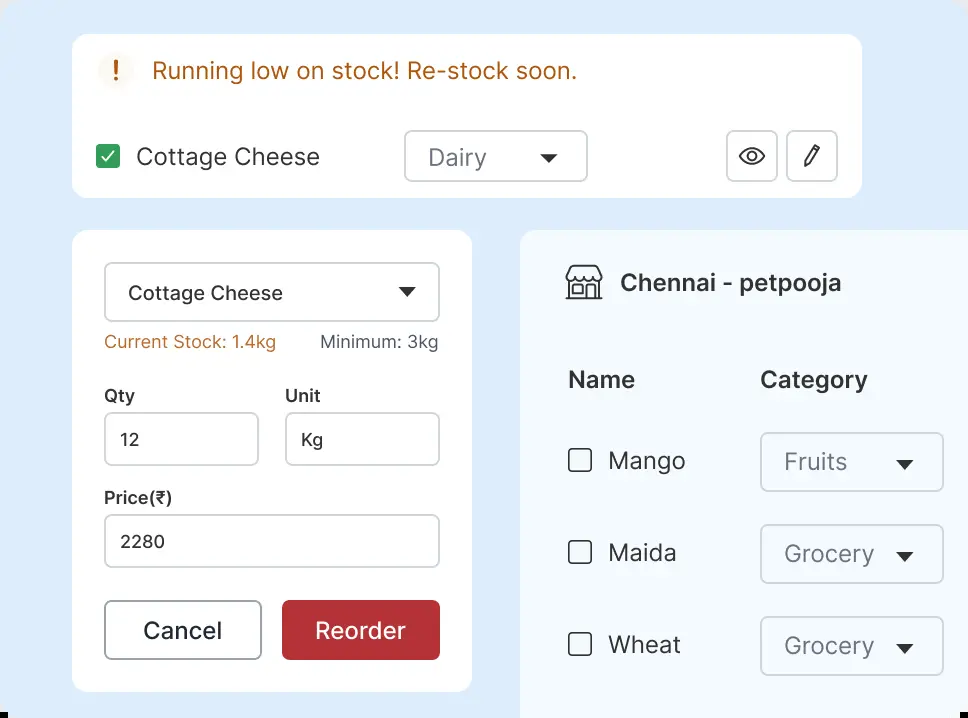 ! Running low on stock! Re-stock soon.
Cottage Cheese Dairy
Cottage Cheese
Current Stock: 1.4kg Minimum: 3kg
Qty Unit
12 Kg
Price(₹)
2280
Cancel Reorder
Chennai - petpooja
Name Category
Mango Fruits
Maida Grocery
Wheat Grocery